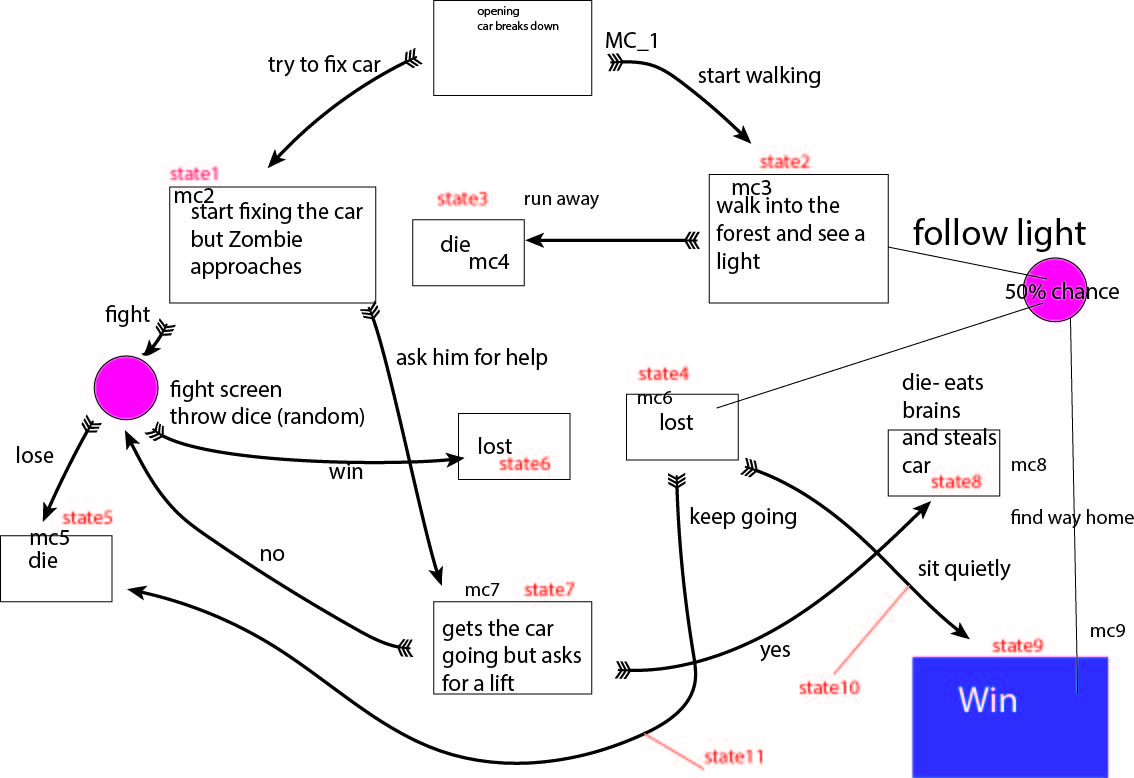 opening
car breaks down
MC_1
try to fix car
start walking
state1
mc2
start fixing the car
but Zombie
approaches
state3
run away
die
mc4
state2
mc3
walk into the
forest and see a
light
follow light
50% chance
fight
fight screen
throw dice (random)
ask him for help
state4
mc6
lost
die- eats
brains
and steals
car
state8
mc8
lose
win
lost
state6
state5
mc5
die
no
keep going
find way home
sit quietly
mc7
state7
gets the car
going but asks
for a lift
yes
state10
state9
mc9
Win
state11